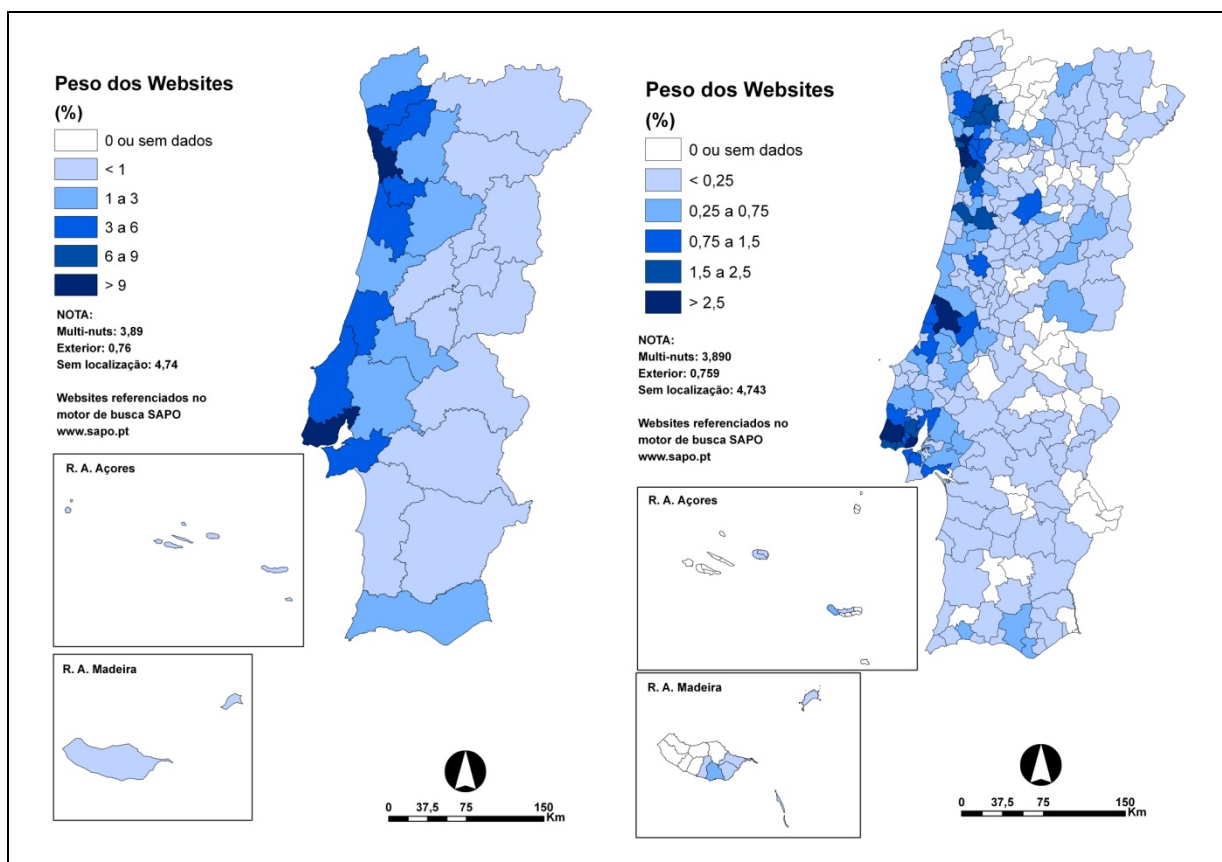 Peso dos Websites
(%)
0 ou sem dados
< 1
1 a 3
3 a 6
6 a 9
> 9
NOTA:
Multi-nuts: 3,89
Exterior: 0,76
Sem localização: 4,74
Websites referenciados no
motor de busca SAPO
www.sapo.pt
R. A. Açores
R. A. Madeira
0 37,5 75 150
Km
Peso dos Websites
(%)
0 ou sem dados
< 0,25
0,25 a 0,75
0,75 a 1,5
1,5 a 2,5
> 2,5
NOTA:
Multi-nuts: 3,890
Exterior: 0,759
Sem localização: 4,743
Websites referenciados no
motor de busca SAPO
www.sapo.pt
R. A. Açores
R. A. Madeira
0 37,5 75 150
Km